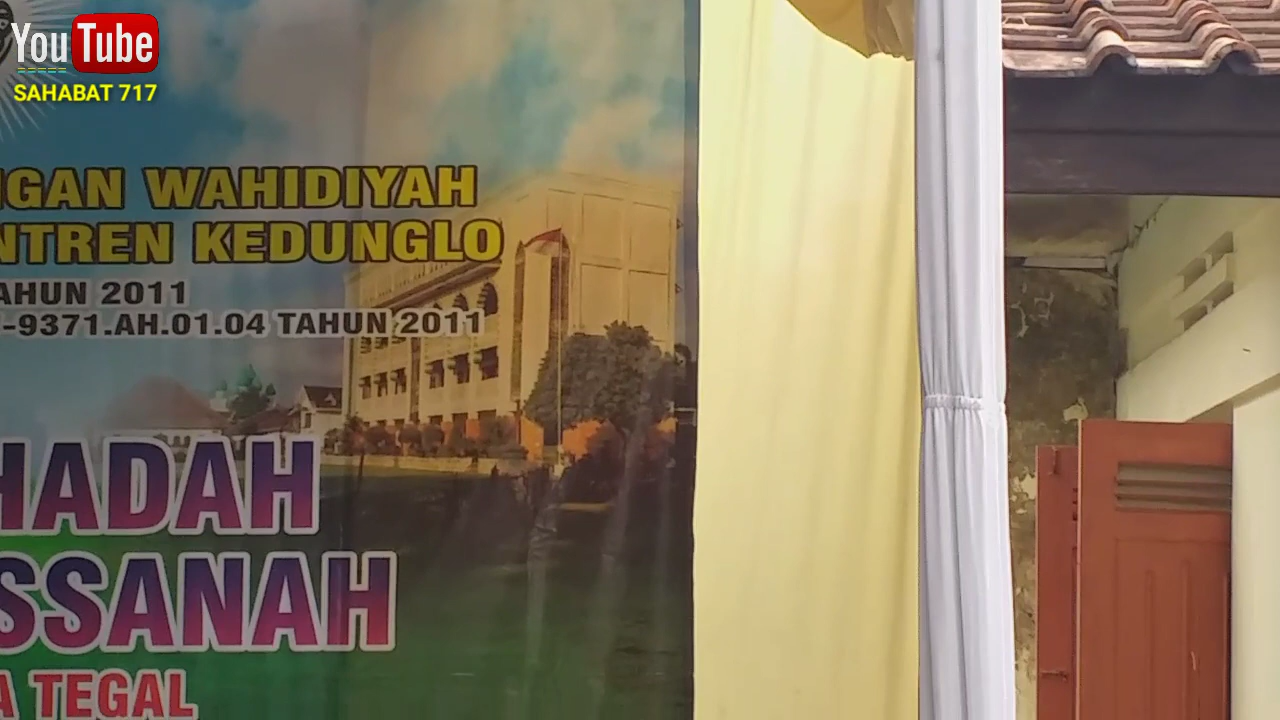 YouTube
SAHABAT 717
NGAN WAHIDIYAH
NTREN KEDUNGLO
AHUN 2011
-9371.AH.01.04 TAHUN 2011
HADAH
SSANAH
A TEGAL